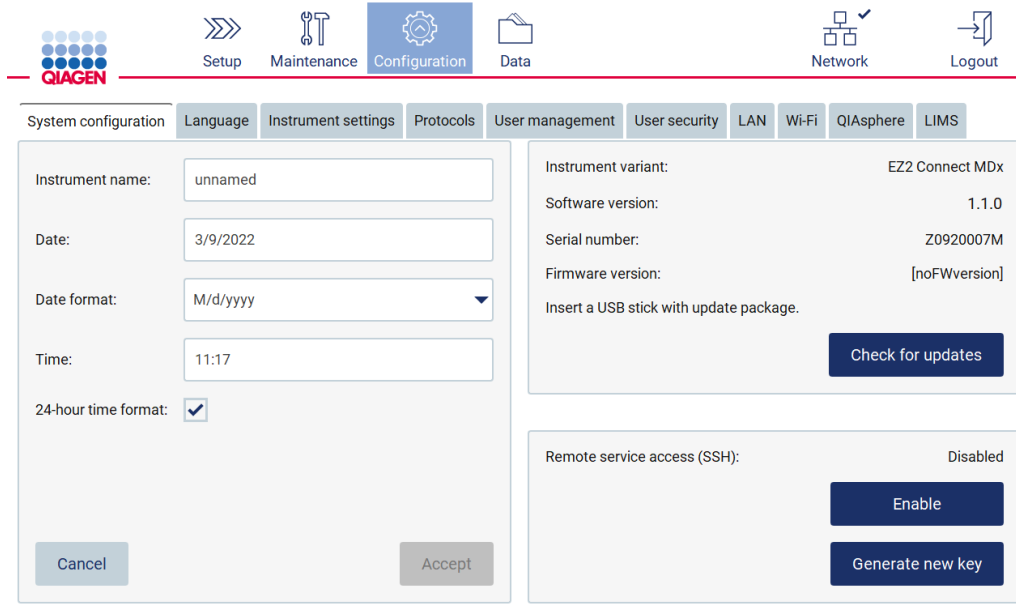 QIAGEN
Setup
Maintenance
Configuration
Data
Network
Logout
System configuration
Language
Instrument settings
Protocols
User management
User security
LAN
Wi-Fi
QIAsphere
LIMS
Instrument name:
unnamed
Date:
3/9/2022
Date format:
M/d/yyyy
Time:
11:17
24-hour time format:
Cancel
Accept
Instrument variant:
EZ2 Connect MDx
Software version:
1.1.0
Serial number:
Z0920007M
Firmware version:
[noFWversion]
Insert a USB stick with update package.
Check for updates
Remote service access (SSH):
Disabled
Enable
Generate new key